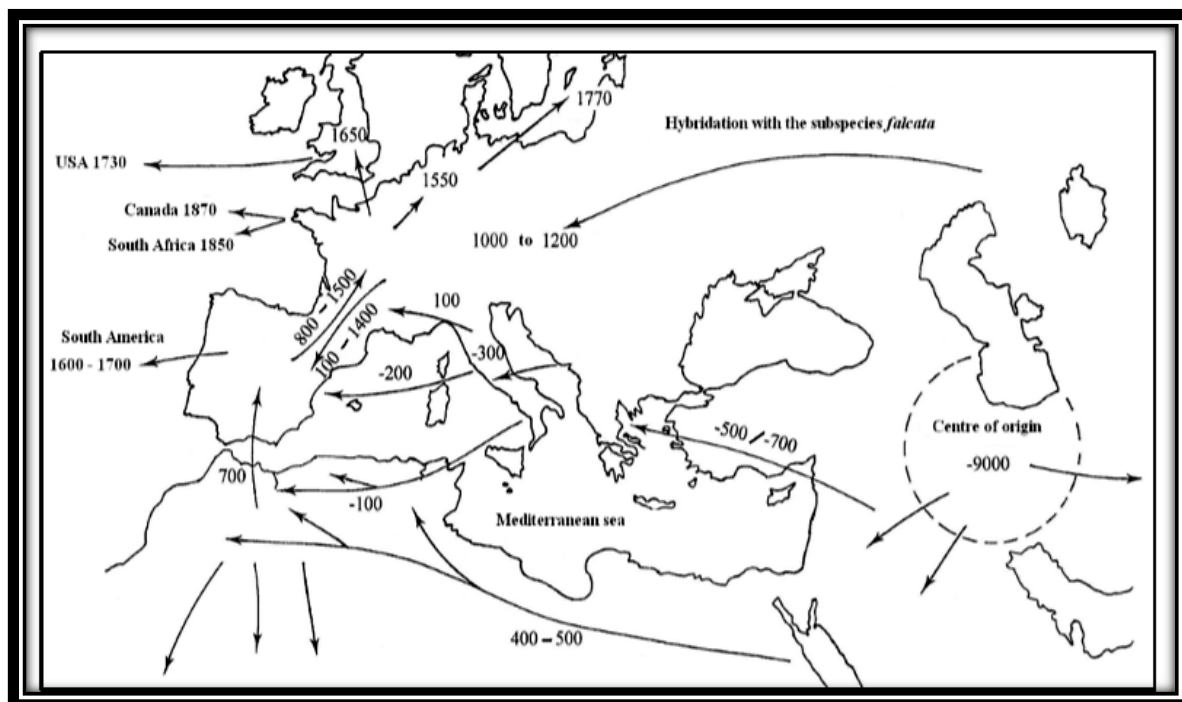 1770
Hybridation with the subspecies falcata
1650
USA 1730
1550
Canada 1870
South Africa 1850
1000 to 1200
800 – 1500
100 – 1400
100
South America
1600 - 1700
-300
-200
-500 / -700
Centre of origin
-9000
700
-100
Mediterranean sea
400 – 500